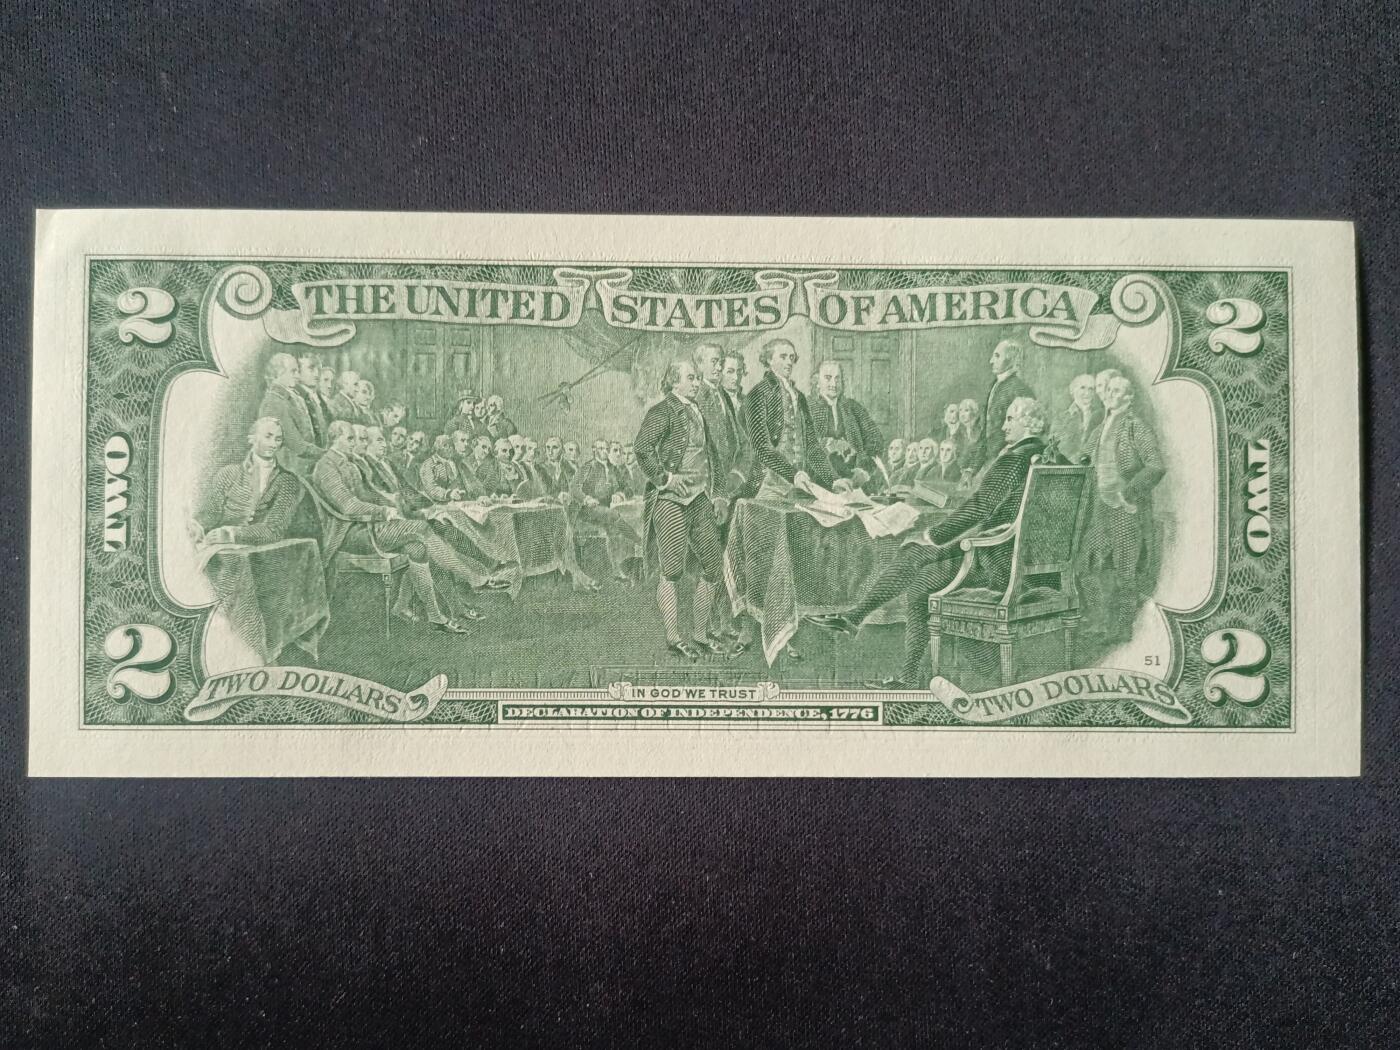 2 THE UNITED STATES OF AMERICA 2
TWO TWO
2 51 2
TWO DOLLARS IN GOD WE TRUST TWO DOLLARS
DECLARATION OF INDEPENDENCE, 1776